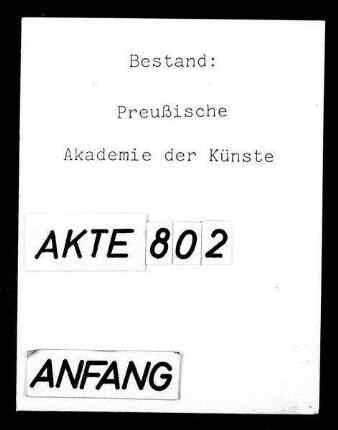 Bestand:
Preußische
Akademie der Künste
AKTE 802
ANFANG